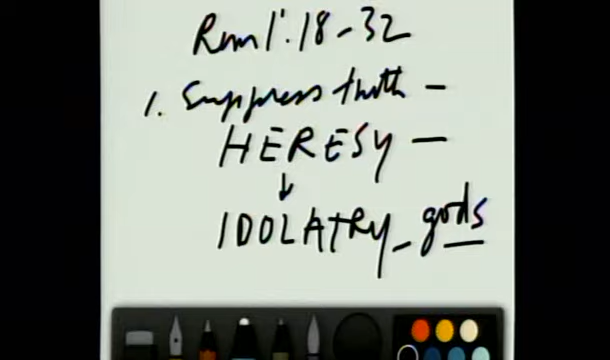 Rom 1:18-32
1. Suppress truth -
HERESY -
↓
IDOLATRY - gods